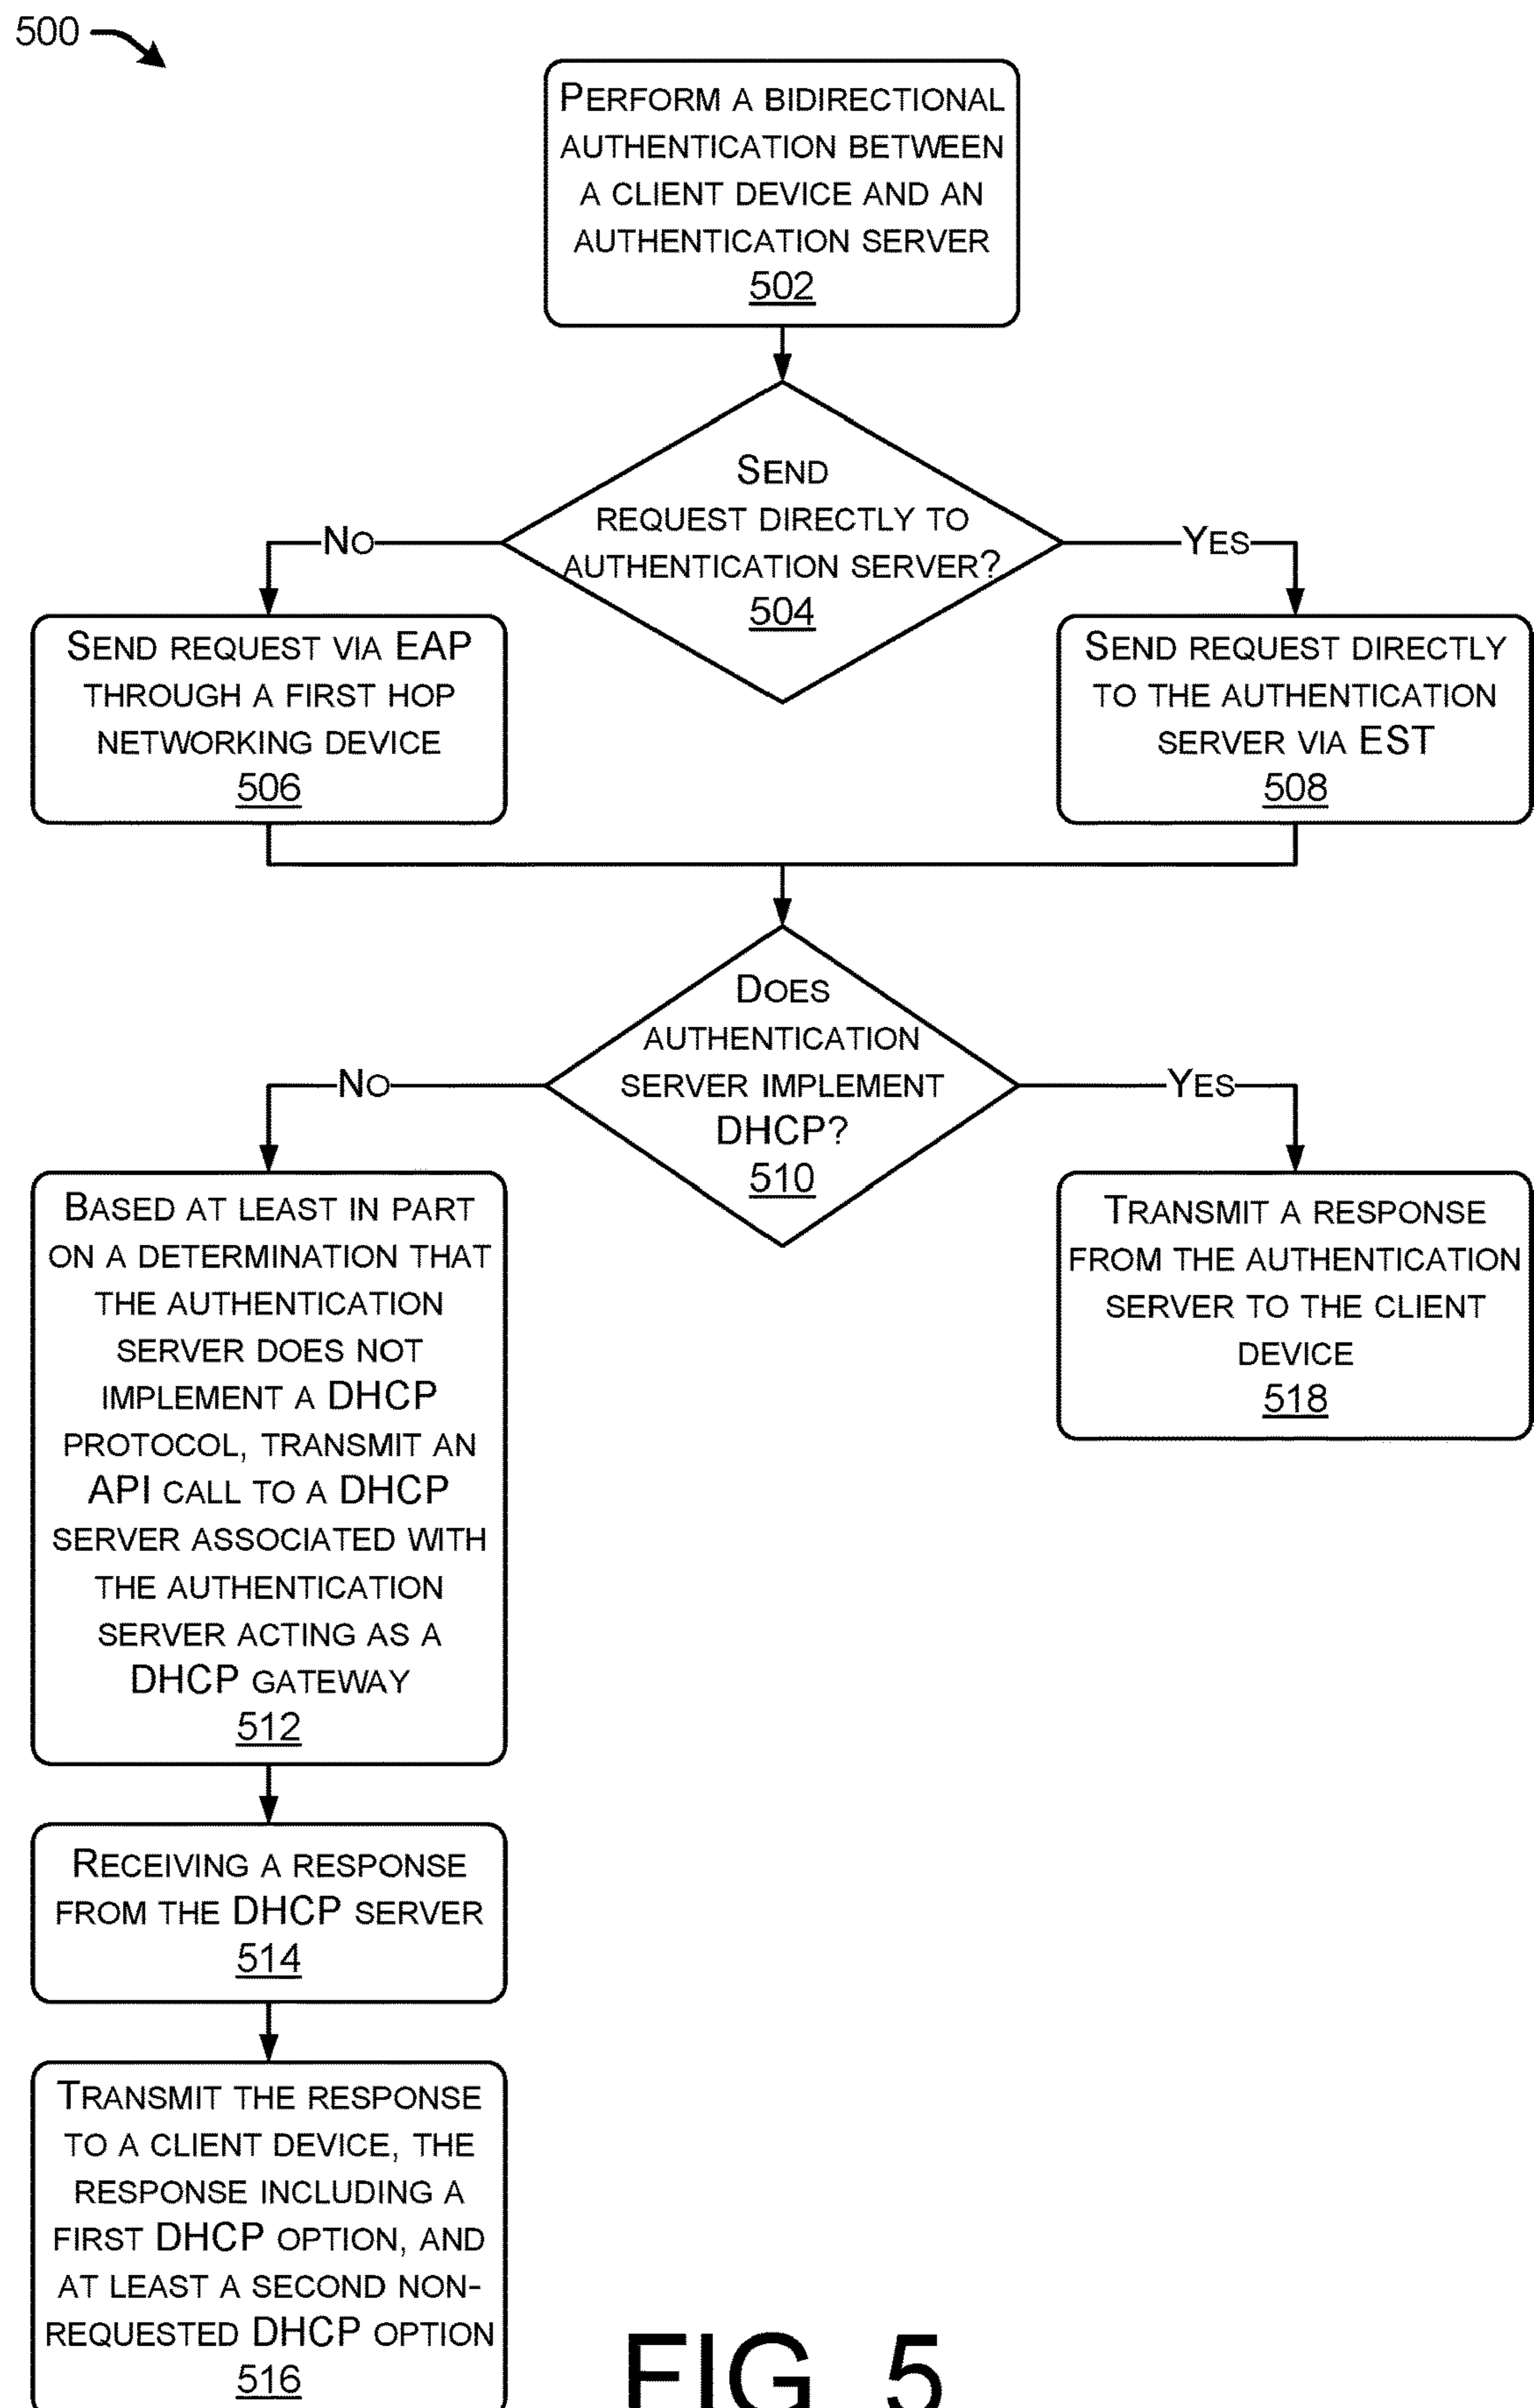 500
PERFORM A BIDIRECTIONAL
AUTHENTICATION BETWEEN
A CLIENT DEVICE AND AN
AUTHENTICATION SERVER
502
SEND
REQUEST DIRECTLY TO
AUTHENTICATION SERVER?
504
NO
YES
SEND REQUEST VIA EAP
THROUGH A FIRST HOP
NETWORKING DEVICE
506
SEND REQUEST DIRECTLY
TO THE AUTHENTICATION
SERVER VIA EST
508
DOES
AUTHENTICATION
SERVER IMPLEMENT
DHCP?
510
NO
YES
BASED AT LEAST IN PART
ON A DETERMINATION THAT
THE AUTHENTICATION
SERVER DOES NOT
IMPLEMENT A DHCP
PROTOCOL, TRANSMIT AN
API CALL TO A DHCP
SERVER ASSOCIATED WITH
THE AUTHENTICATION
SERVER ACTING AS A
DHCP GATEWAY
512
TRANSMIT A RESPONSE
FROM THE AUTHENTICATION
SERVER TO THE CLIENT
DEVICE
518
RECEIVING A RESPONSE
FROM THE DHCP SERVER
514
TRANSMIT THE RESPONSE
TO A CLIENT DEVICE, THE
RESPONSE INCLUDING A
FIRST DHCP OPTION, AND
AT LEAST A SECOND NON-
REQUESTED DHCP OPTION
516
FIG. 5